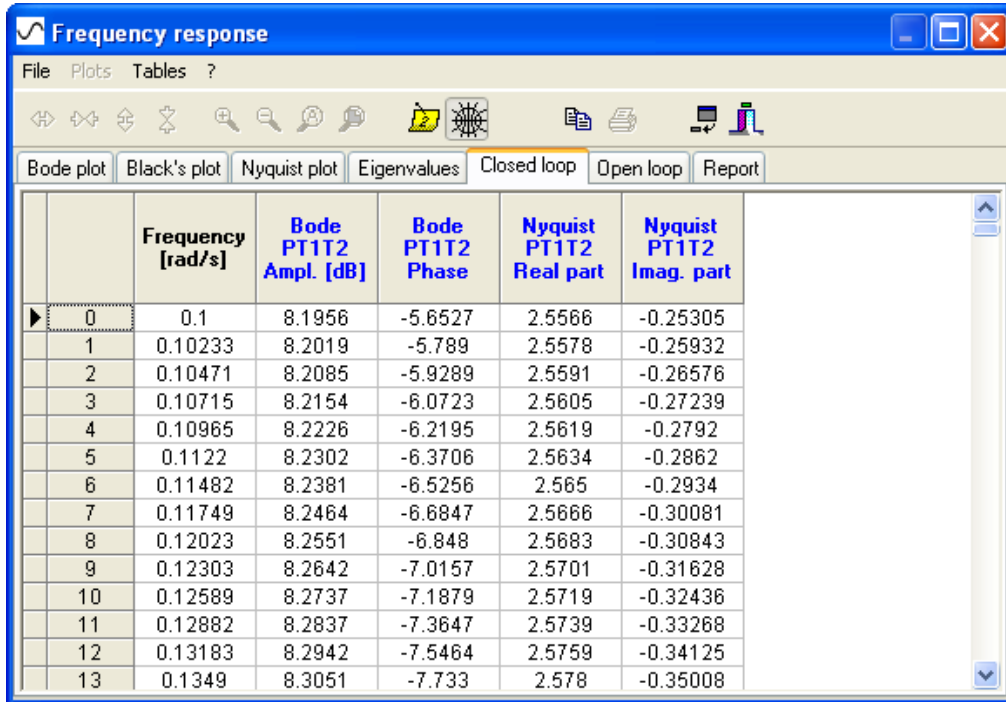 Frequency response
File Plots Tables ?
Bode plot Black's plot Nyquist plot Eigenvalues Closed loop Open loop Report
Frequency [rad/s] Bode PT1T2 Ampl. [dB] Bode PT1T2 Phase Nyquist PT1T2 Real part Nyquist PT1T2 Imag. part
0 0.1 8.1956 -5.6527 2.5566 -0.25305
1 0.10233 8.2019 -5.789 2.5578 -0.25932
2 0.10471 8.2085 -5.9289 2.5591 -0.26576
3 0.10715 8.2154 -6.0723 2.5605 -0.27239
4 0.10965 8.2226 -6.2195 2.5619 -0.2792
5 0.1122 8.2302 -6.3706 2.5634 -0.2862
6 0.11482 8.2381 -6.5256 2.565 -0.2934
7 0.11749 8.2464 -6.6847 2.5666 -0.30081
8 0.12023 8.2551 -6.848 2.5683 -0.30843
9 0.12303 8.2642 -7.0157 2.5701 -0.31628
10 0.12589 8.2737 -7.1879 2.5719 -0.32436
11 0.12882 8.2837 -7.3647 2.5739 -0.33268
12 0.13183 8.2942 -7.5464 2.5759 -0.34125
13 0.1349 8.3051 -7.733 2.578 -0.35008